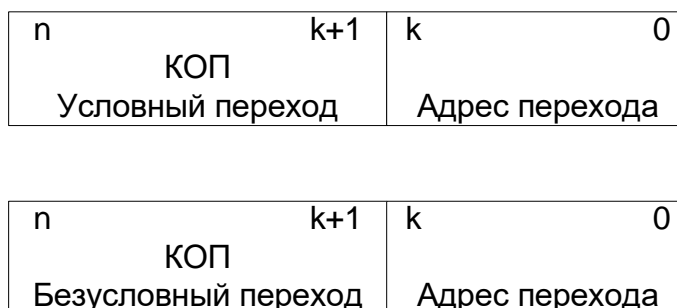 n k+1 k 0
КОП
Условный переход Адрес перехода
n k+1 k 0
КОП
Безусловный переход Адрес перехода